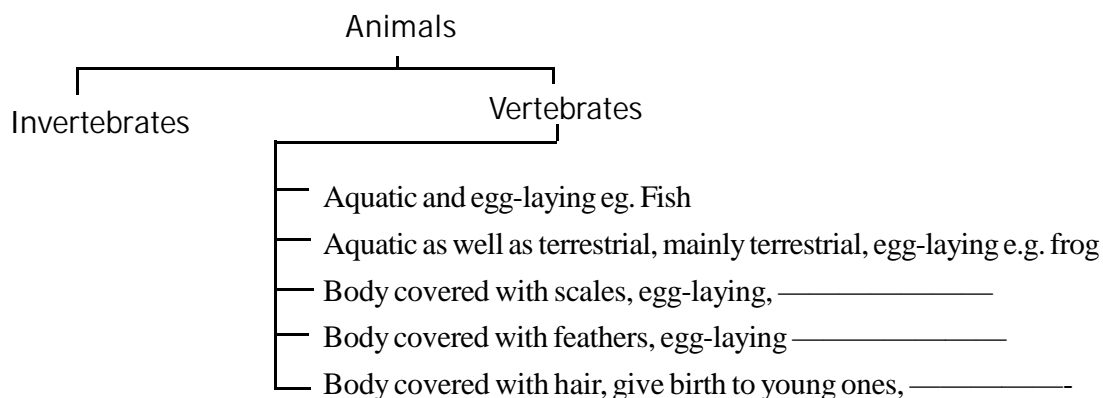 Animals
Invertebrates
Vertebrates
Aquatic and egg-laying eg. Fish
Aquatic as well as terrestrial, mainly terrestrial, egg-laying e.g. frog
Body covered with scales, egg-laying, ———————
Body covered with feathers, egg-laying ———————
Body covered with hair, give birth to young ones, —————-